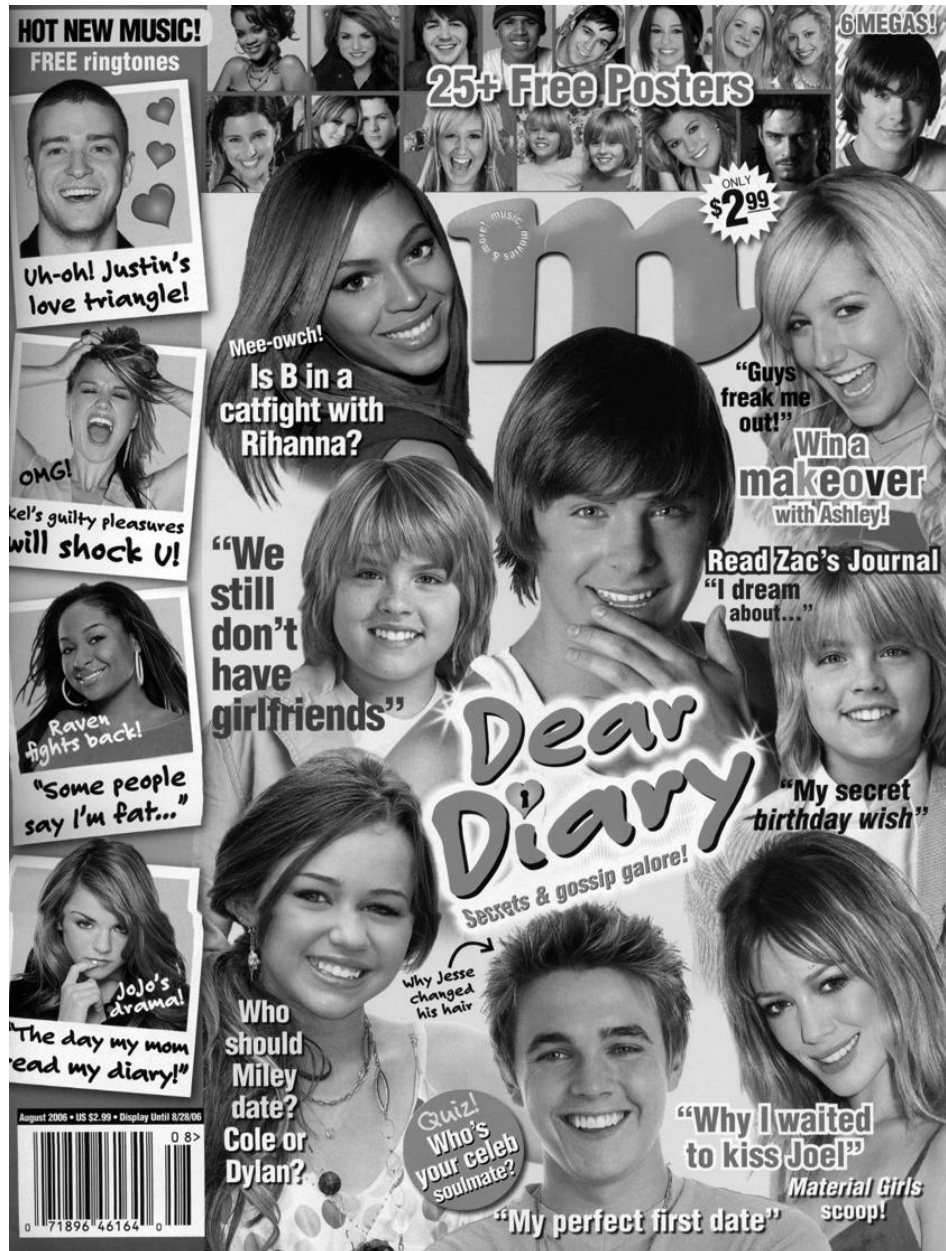 HOT NEW MUSIC!
FREE ringtones
6 MEGAS!
25+ Free Posters
Uh-oh! Justin's
love triangle!
ONLY
$2.99
m
music, movies & more!
Mee-owch!
Is B in a
catfight with
Rihanna?
"Guys
freak me
out!"
Win a
makeover
with Ashley!
OMG!
kel's guilty pleasures
will shock U!
"We
still
don't
have
girlfriends"
Read Zac's Journal
"I dream
about..."
Raven
fights back!
"Some people
say I'm fat..."
Dear
Diary
Secrets & gossip galore!
"My secret
birthday wish"
JoJo's
drama!
"The day my mom
read my diary!"
Why Jesse
changed
his hair
Who
should
Miley
date?
Cole or
Dylan?
Quiz!
Who's
your celeb
soulmate?
"Why I waited
to kiss Joel"
Material Girls
scoop!
"My perfect first date"
August 2006 • US $2.99 • Display Until 8/28/06
08>
0 71896 46164 0